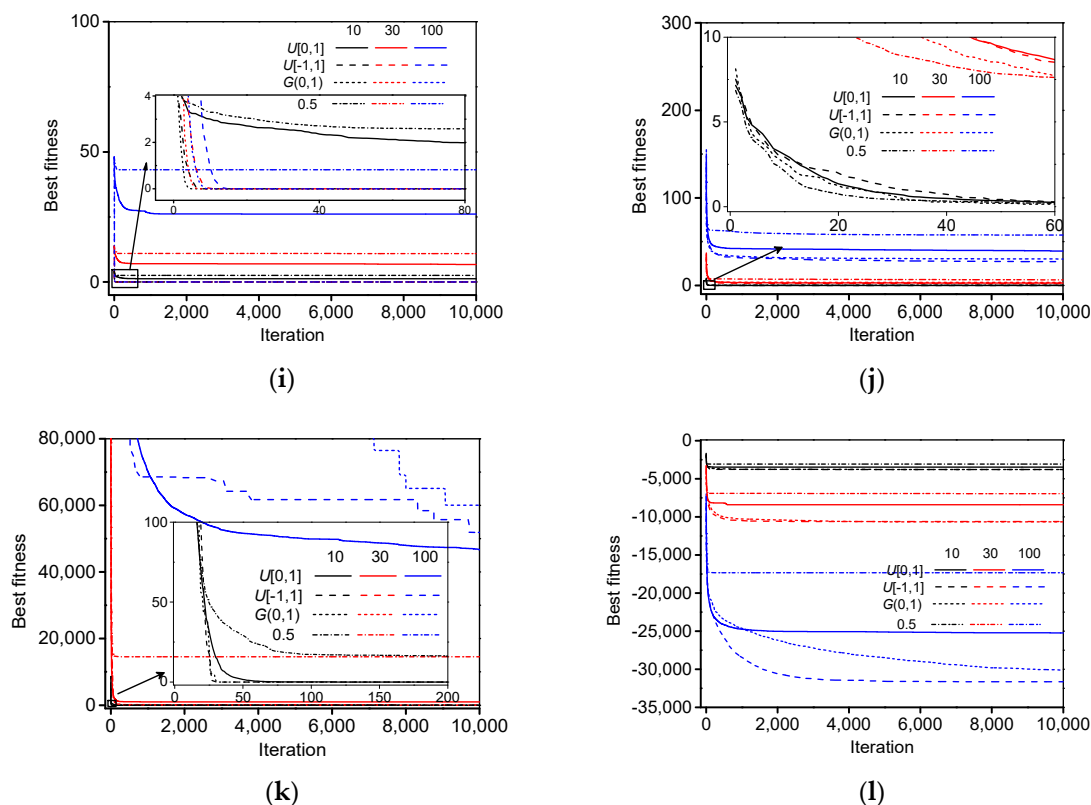 100
10 30 100
U[0,1]
U[-1,1]
G(0,1)
0.5
75
50
25
0
Best fitness
4
2
0
0 40 80
0 2,000 4,000 6,000 8,000 10,000
Iteration
(i)
300
250
200
150
100
50
0
Best fitness
10
5
0
10 30 100
U[0,1]
U[-1,1]
G(0,1)
0.5
0 20 40 60
0 2,000 4,000 6,000 8,000 10,000
Iteration
(j)
80,000
60,000
40,000
20,000
0
Best fitness
100
50
0
10 30 100
U[0,1]
U[-1,1]
G(0,1)
0.5
0 50 100 150 200
0 2,000 4,000 6,000 8,000 10,000
Iteration
(k)
0
-5,000
-10,000
-15,000
-20,000
-25,000
-30,000
-35,000
Best fitness
10 30 100
U[0,1]
U[-1,1]
G(0,1)
0.5
0 2,000 4,000 6,000 8,000 10,000
Iteration
(l)